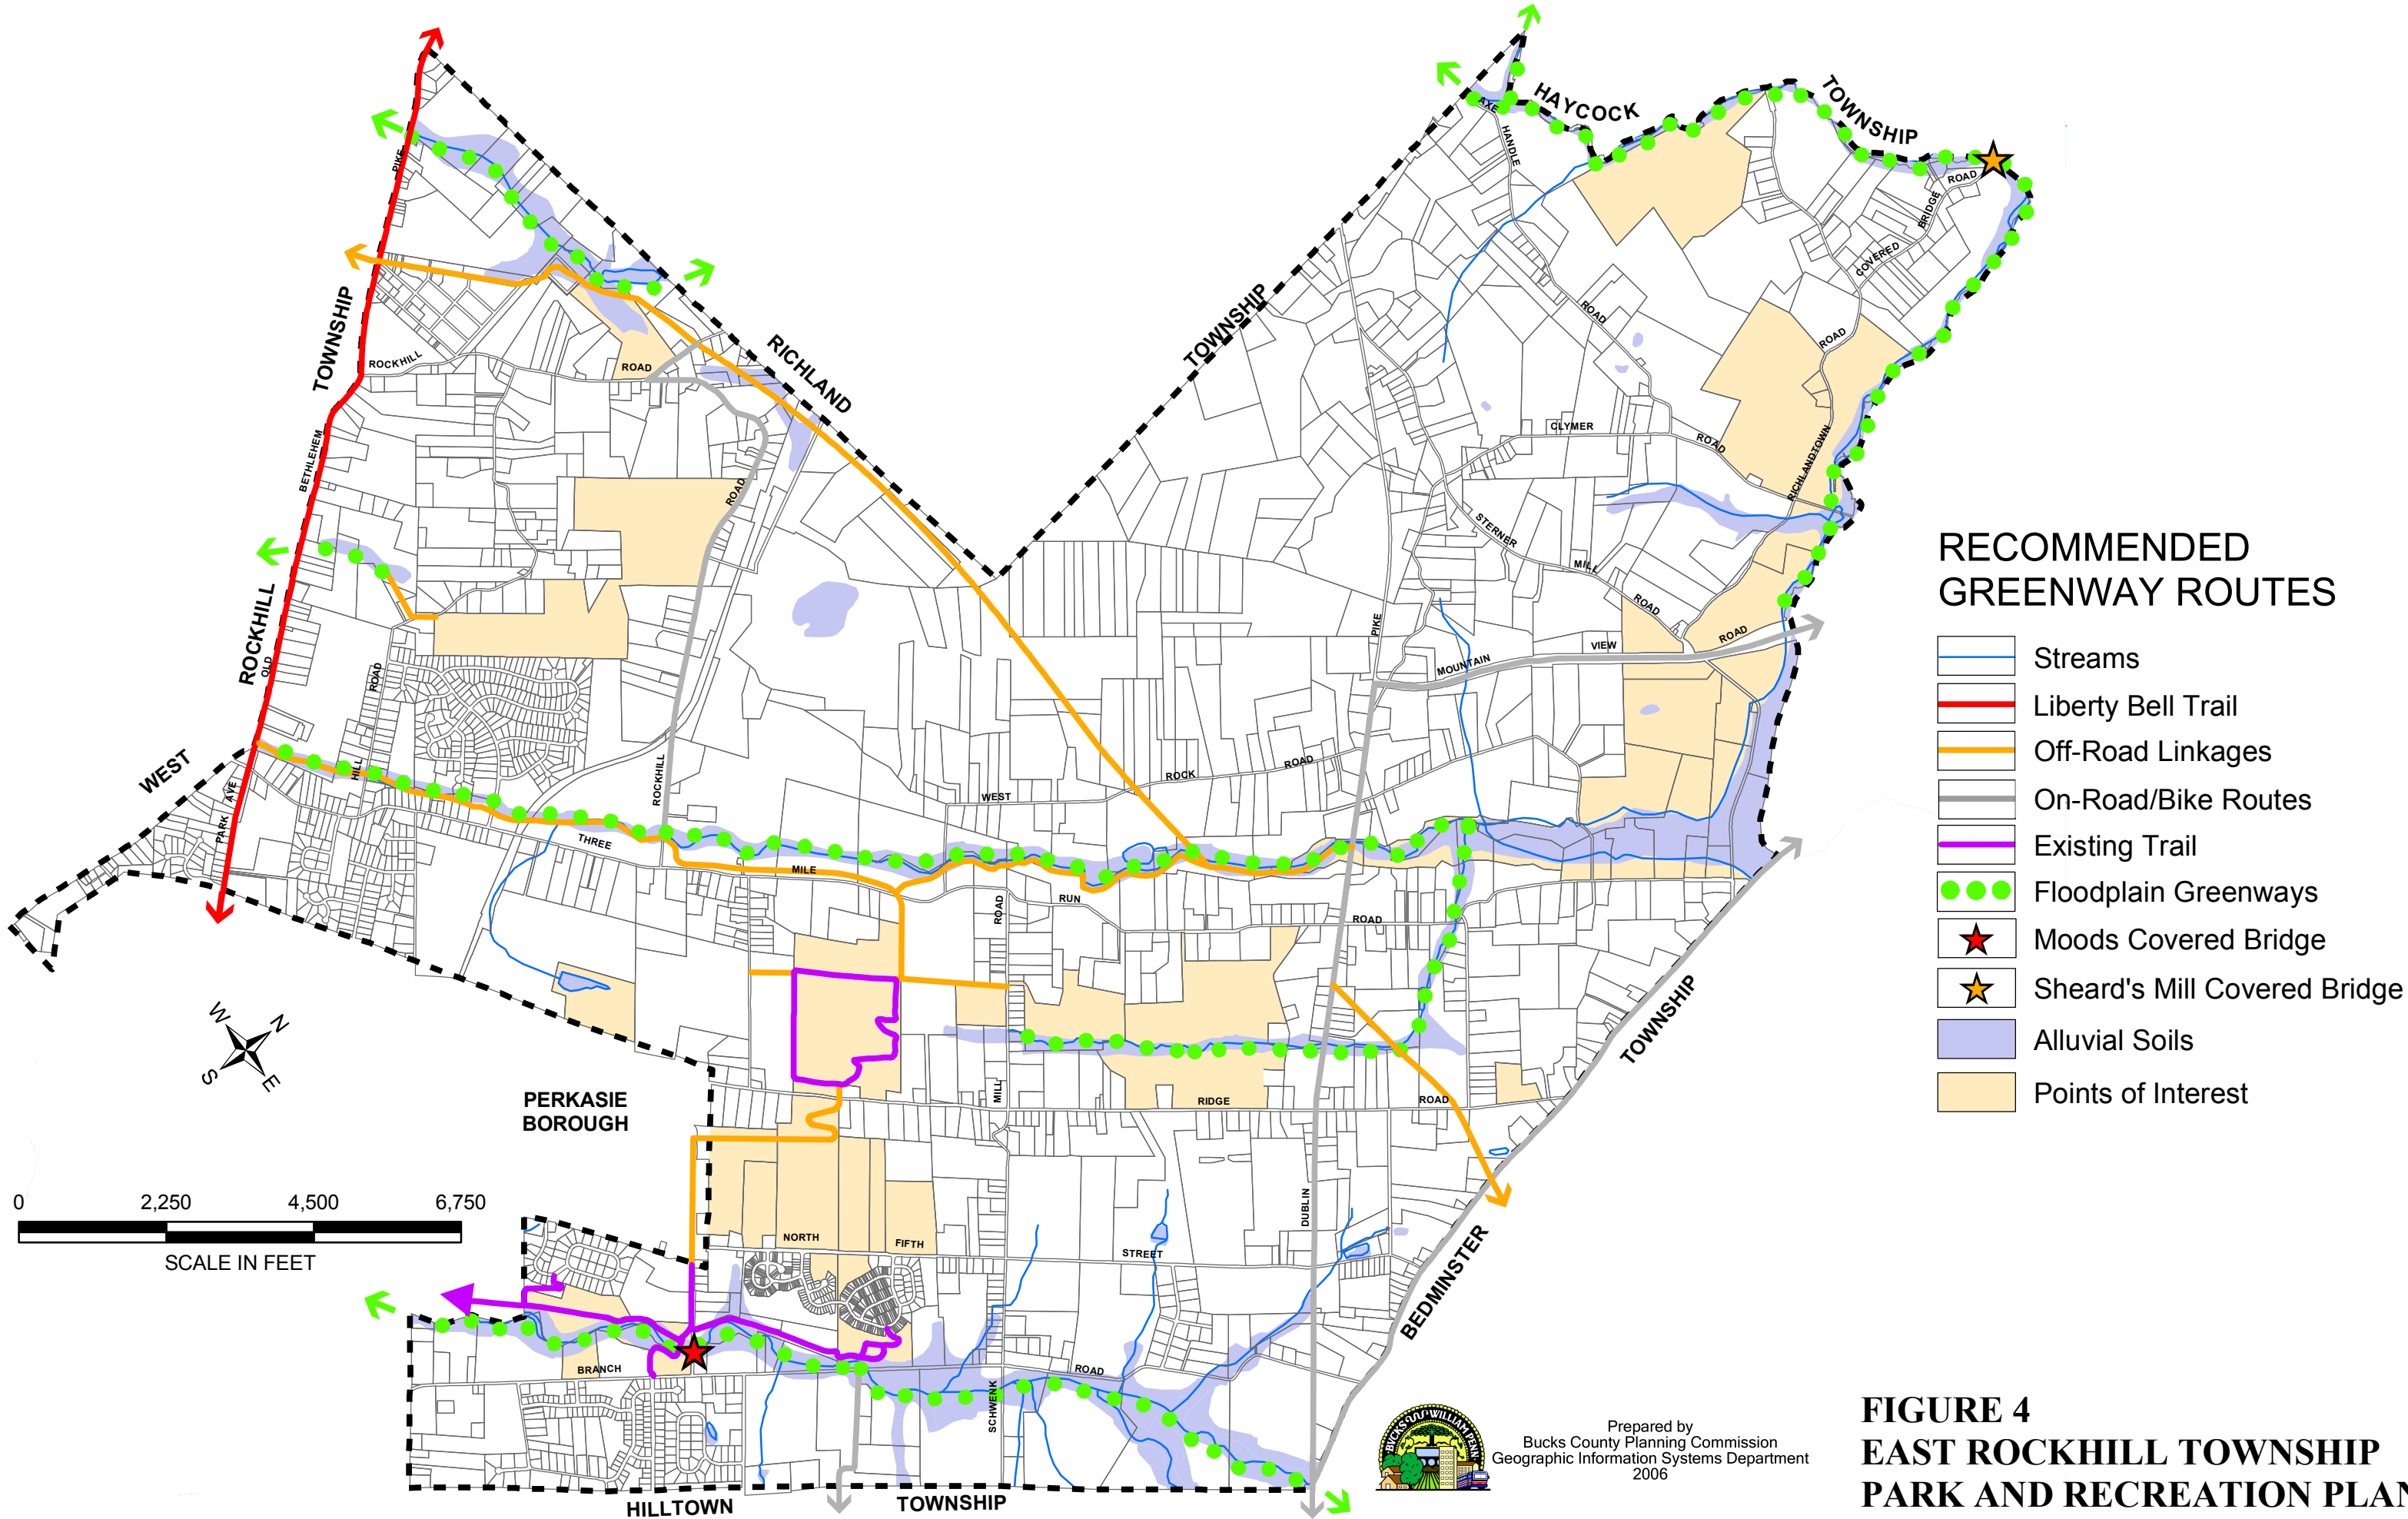 HAYCOCK
TOWNSHIP
AXE
HANDLE
ROAD
PIKE
ROAD
BRIDGE
COVERED
TOWNSHIP
TOWNSHIP
RICHLAND
ROCKHILL
ROAD
ROAD
ROAD
BETHLEHEM
ROAD
CLYMER
ROAD
RICHLANDTOWN
STERNER
MILL
ROAD
ROAD
VIEW
MOUNTAIN
PIKE
ROCKHILL
OLD
ROAD
WEST
HILL
PARK AVE
ROCKHILL
ROAD
ROCK
WEST
THREE
MILE
RUN
ROAD
ROAD
TOWNSHIP
MILL
RIDGE
ROAD
PERKASIE
BOROUGH
W
N
S
E
0 2,250 4,500 6,750
SCALE IN FEET
NORTH
FIFTH
STREET
DUBLIN
BEDMINSTER
BRANCH
ROAD
SCHWENK
HILLTOWN
TOWNSHIP
RECOMMENDED
GREENWAY ROUTES
Streams
Liberty Bell Trail
Off-Road Linkages
On-Road/Bike Routes
Existing Trail
Floodplain Greenways
Moods Covered Bridge
Sheard's Mill Covered Bridge
Alluvial Soils
Points of Interest
BUCKS WILLIAM PENN
Prepared by
Bucks County Planning Commission
Geographic Information Systems Department
2006
FIGURE 4
EAST ROCKHILL TOWNSHIP
PARK AND RECREATION PLAN